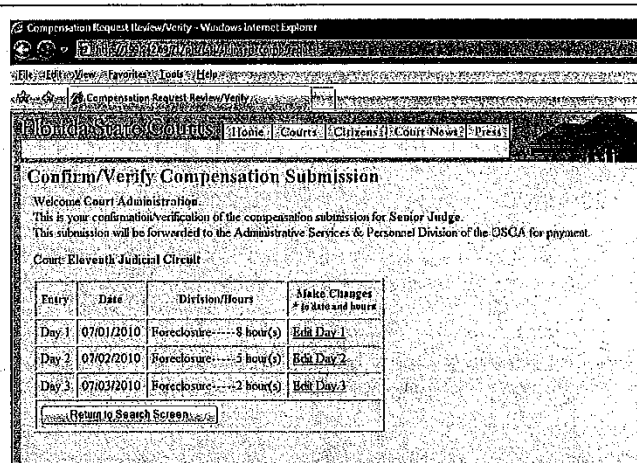 Compensation Request Review/Verify - Windows Internet Explorer
File Edit View Favorites Tools Help
Compensation Request Review/Verify
Florida State Courts Home Courts Citizens Court News Press
Confirm/Verify Compensation Submission
Welcome Court Administration.
This is your confirmation/verification of the compensation submission for Senior Judge.
This submission will be forwarded to the Administrative Services & Personnel Division of the OSCA for payment.
Court: Eleventh Judicial Circuit
Entry Date Division/Hours Make Changes
* to date and hours
Day 1 07/01/2010 Foreclosure-----8 hour(s) Edit Day 1
Day 2 07/02/2010 Foreclosure-----5 hour(s) Edit Day 2
Day 3 07/03/2010 Foreclosure-----2 hour(s) Edit Day 3
Return to Search Screen